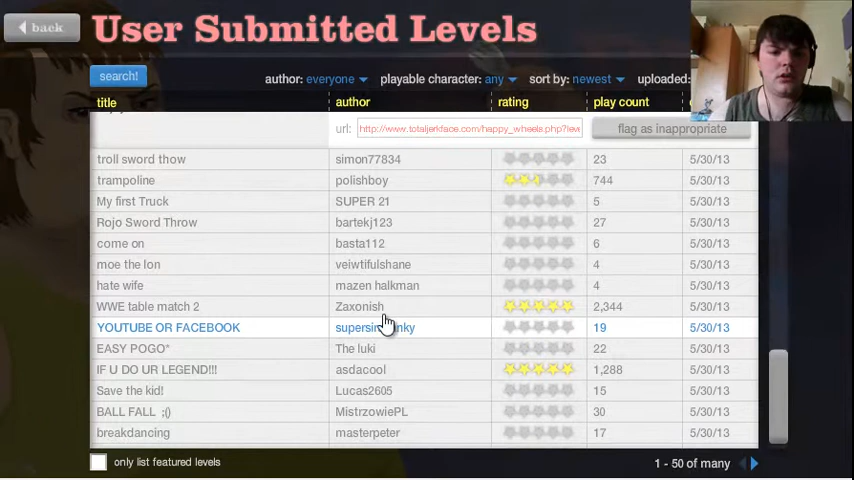 back
User Submitted Levels
search!
author: everyone playable character: any sort by: newest uploaded:
title author rating play count
url: http://www.totaljerkface.com/happy_wheels.php?leve flag as inappropriate
troll sword thow simon77834 23 5/30/13
trampoline polishboy 744 5/30/13
My first Truck SUPER 21 5 5/30/13
Rojo Sword Throw bartekj123 27 5/30/13
come on basta112 6 5/30/13
moe the lon veiwtifulshane 4 5/30/13
hate wife mazen halkman 4 5/30/13
WWE table match 2 Zaxonish 2,344 5/30/13
YOUTUBE OR FACEBOOK 19 5/30/13
EASY POGO* The luki 22 5/30/13
IF U DO UR LEGEND!!! asdacool 1,288 5/30/13
Save the kid! Lucas2605 15 5/30/13
BALL FALL ;() MistrzowiePL 30 5/30/13
breakdancing masterpeter 17 5/30/13
only list featured levels 1 - 50 of many